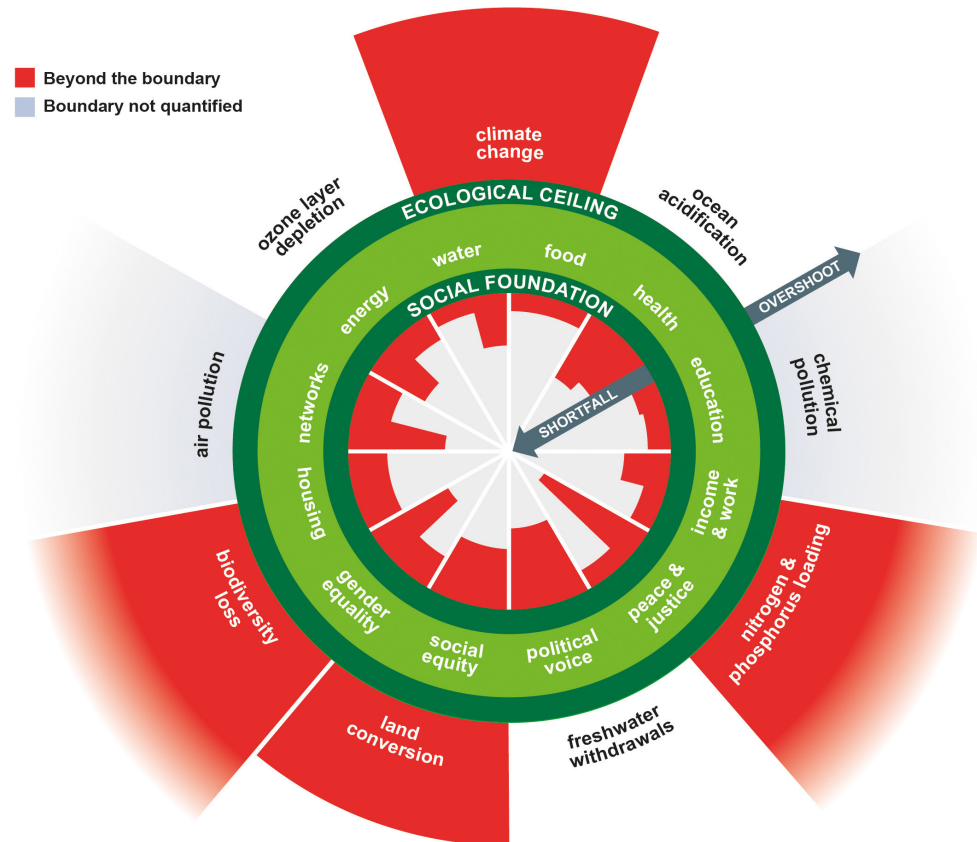 Beyond the boundary
Boundary not quantified
climate
change
ozone layer
depletion
ocean
acidification
ECOLOGICAL CEILING
OVERSHOOT
water
food
energy
health
SOCIAL FOUNDATION
networks
education
SHORTFALL
air pollution
chemical
pollution
housing
income
& work
gender
equality
peace &
justice
social
equity
political
voice
biodiversity
loss
nitrogen &
phosphorus loading
land
conversion
freshwater
withdrawals